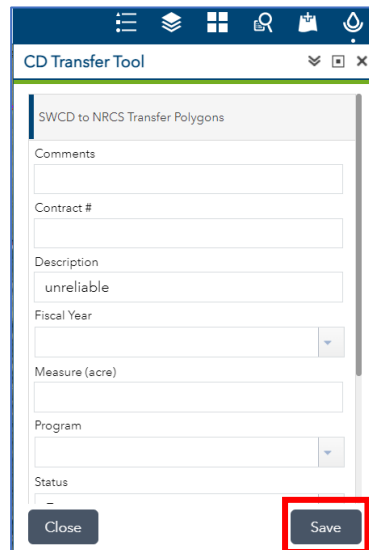 CD Transfer Tool
SWCD to NRCS Transfer Polygons
Comments
Contract #
Description
unreliable
Fiscal Year
Measure (acre)
Program
Status
Close Save